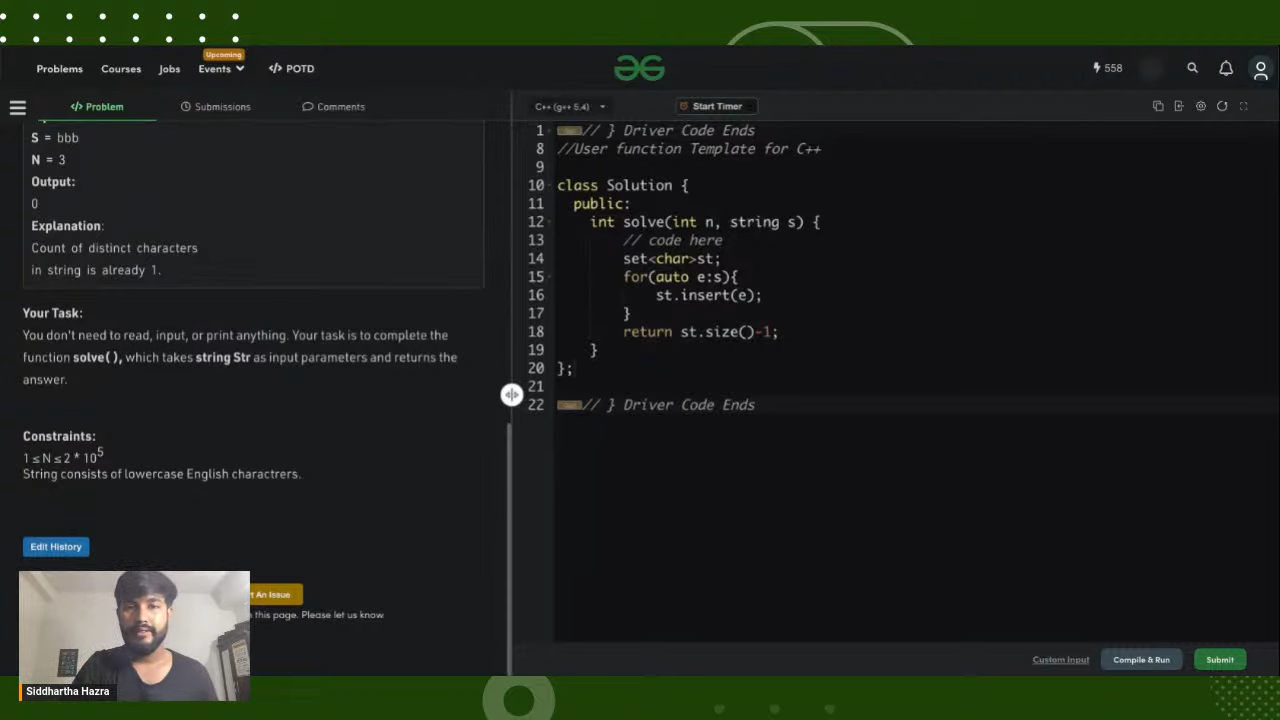 Upcoming
Problems Courses Jobs Events </> POTD
558
</> Problem Submissions Comments
C++ (g++ 5.4) Start Timer
S = bbb
N = 3
Output:
0
Explanation:
Count of distinct characters
in string is already 1.
Your Task:
You don't need to read, input, or print anything. Your task is to complete the
function solve( ), which takes string Str as input parameters and returns the
answer.
Constraints:
1 ≤ N ≤ 2 * 10^5
String consists of lowercase English charactrers.
Edit History
t An Issue
this page. Please let us know
Siddhartha Hazra
1 // } Driver Code Ends
8 //User function Template for C++
9
10 class Solution {
11 public:
12 int solve(int n, string s) {
13 // code here
14 set<char>st;
15 for(auto e:s){
16 st.insert(e);
17 }
18 return st.size()-1;
19 }
20 };
21
22 // } Driver Code Ends
Custom Input Compile & Run Submit